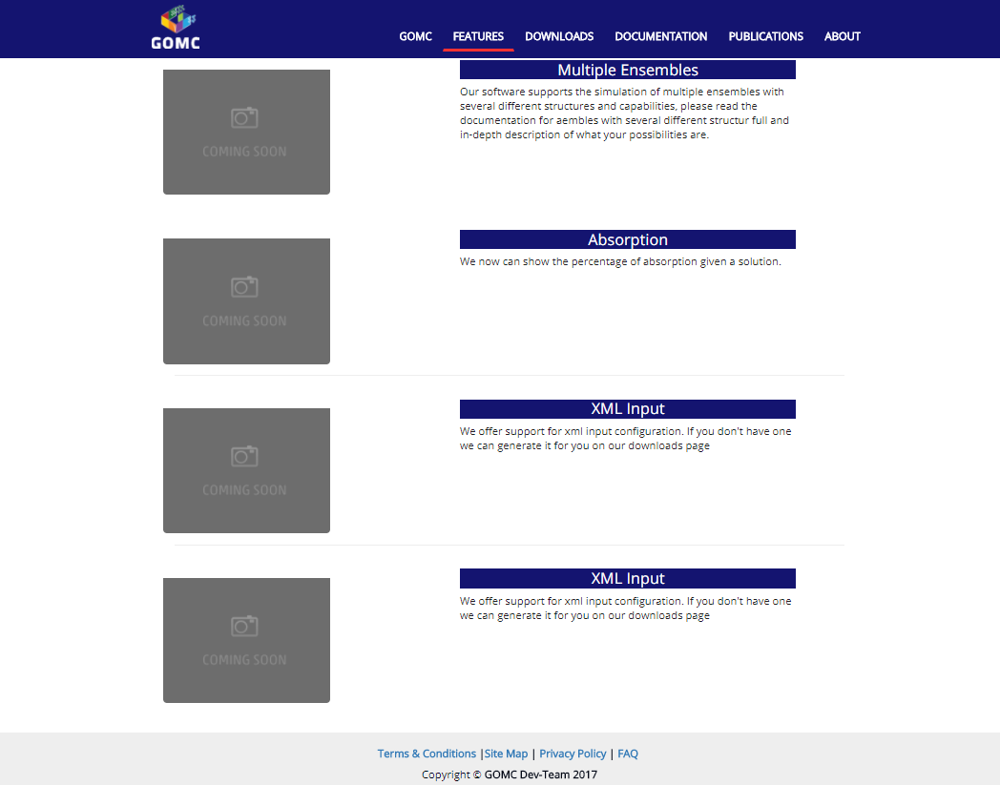 GOMC
GOMC FEATURES DOWNLOADS DOCUMENTATION PUBLICATIONS ABOUT
COMING SOON
Multiple Ensembles
Our software supports the simulation of multiple ensembles with
several different structures and capabilities, please read the
documentation for aembles with several different structur full and
in-depth description of what your possibilities are.
COMING SOON
Absorption
We now can show the percentage of absorption given a solution.
COMING SOON
XML Input
We offer support for xml input configuration. If you don't have one
we can generate it for you on our downloads page
COMING SOON
XML Input
We offer support for xml input configuration. If you don't have one
we can generate it for you on our downloads page
Terms & Conditions |Site Map | Privacy Policy | FAQ
Copyright © GOMC Dev-Team 2017